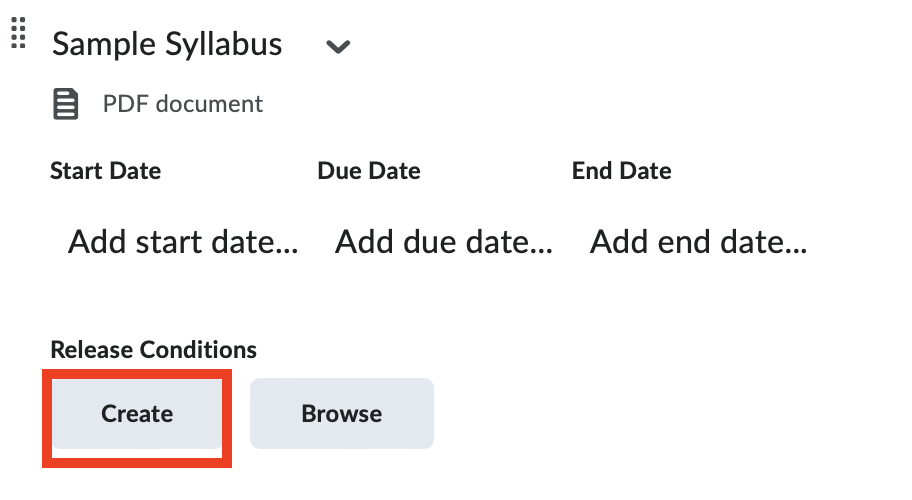 Sample Syllabus
PDF document
Start Date Due Date End Date
Add start date... Add due date... Add end date...
Release Conditions
Create Browse